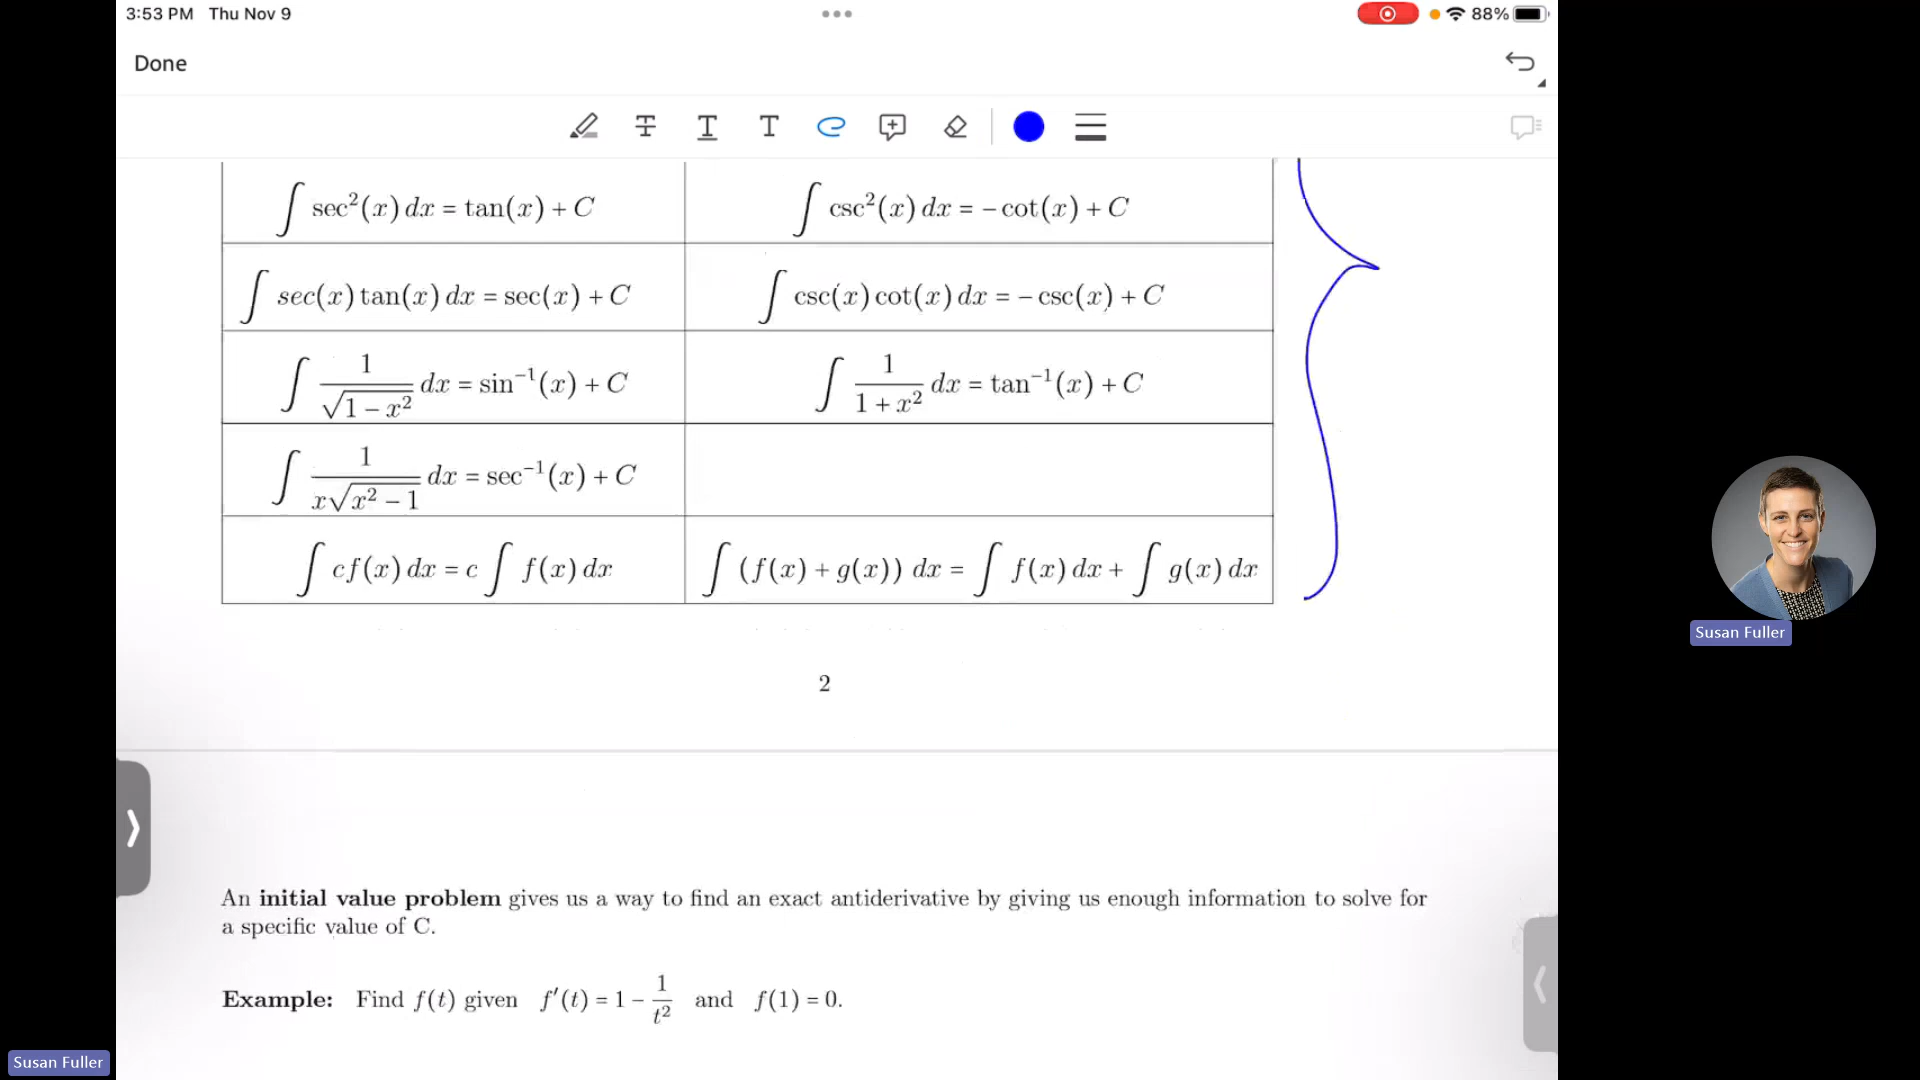 3:53 PM Thu Nov 9
88%
Done
∫ sec²(x) dx = tan(x) + C
∫ csc²(x) dx = − cot(x) + C
∫ sec(x) tan(x) dx = sec(x) + C
∫ csc(x) cot(x) dx = − csc(x) + C
∫ 1/√(1 − x²) dx = sin⁻¹(x) + C
∫ 1/(1 + x²) dx = tan⁻¹(x) + C
∫ 1/(x√(x² − 1)) dx = sec⁻¹(x) + C
∫ cf(x) dx = c ∫ f(x) dx
∫ (f(x) + g(x)) dx = ∫ f(x) dx + ∫ g(x) dx
2
An initial value problem gives us a way to find an exact antiderivative by giving us enough information to solve for
a specific value of C.
Example: Find f(t) given f′(t) = 1 − 1/t² and f(1) = 0.
Susan Fuller
Susan Fuller